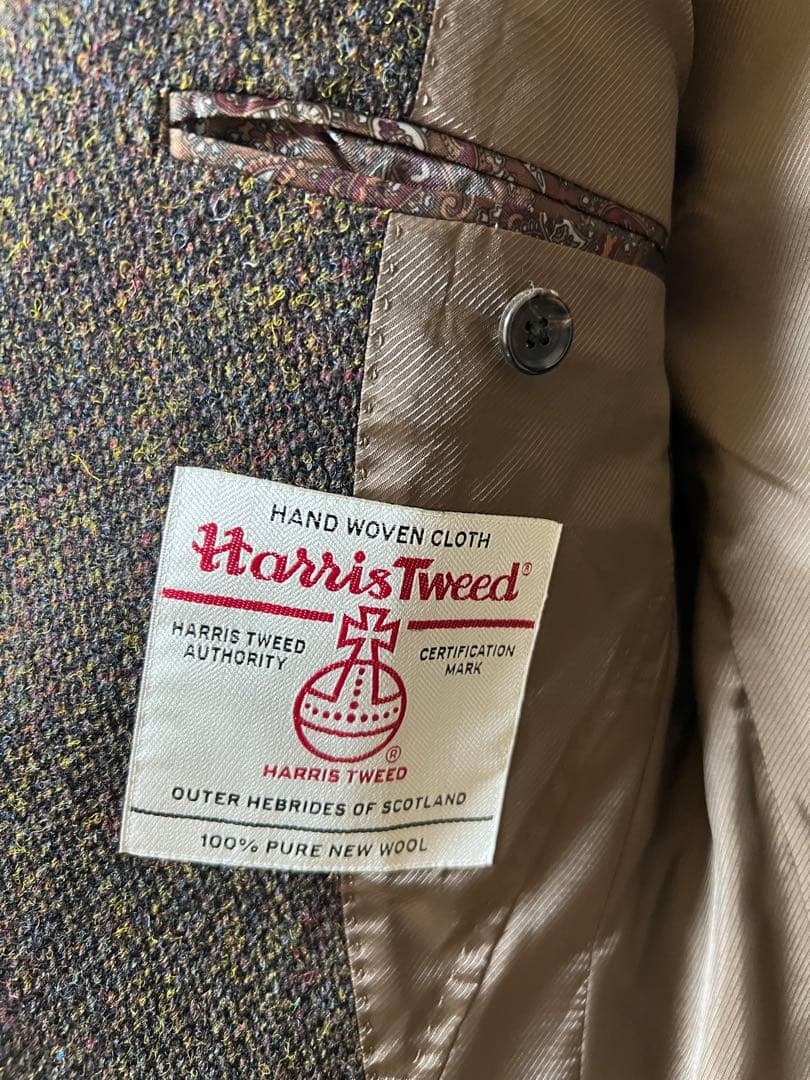 HAND WOVEN CLOTH
Harris Tweed®
HARRIS TWEED
AUTHORITY
CERTIFICATION
MARK
®
HARRIS TWEED
OUTER HEBRIDES OF SCOTLAND
100% PURE NEW WOOL